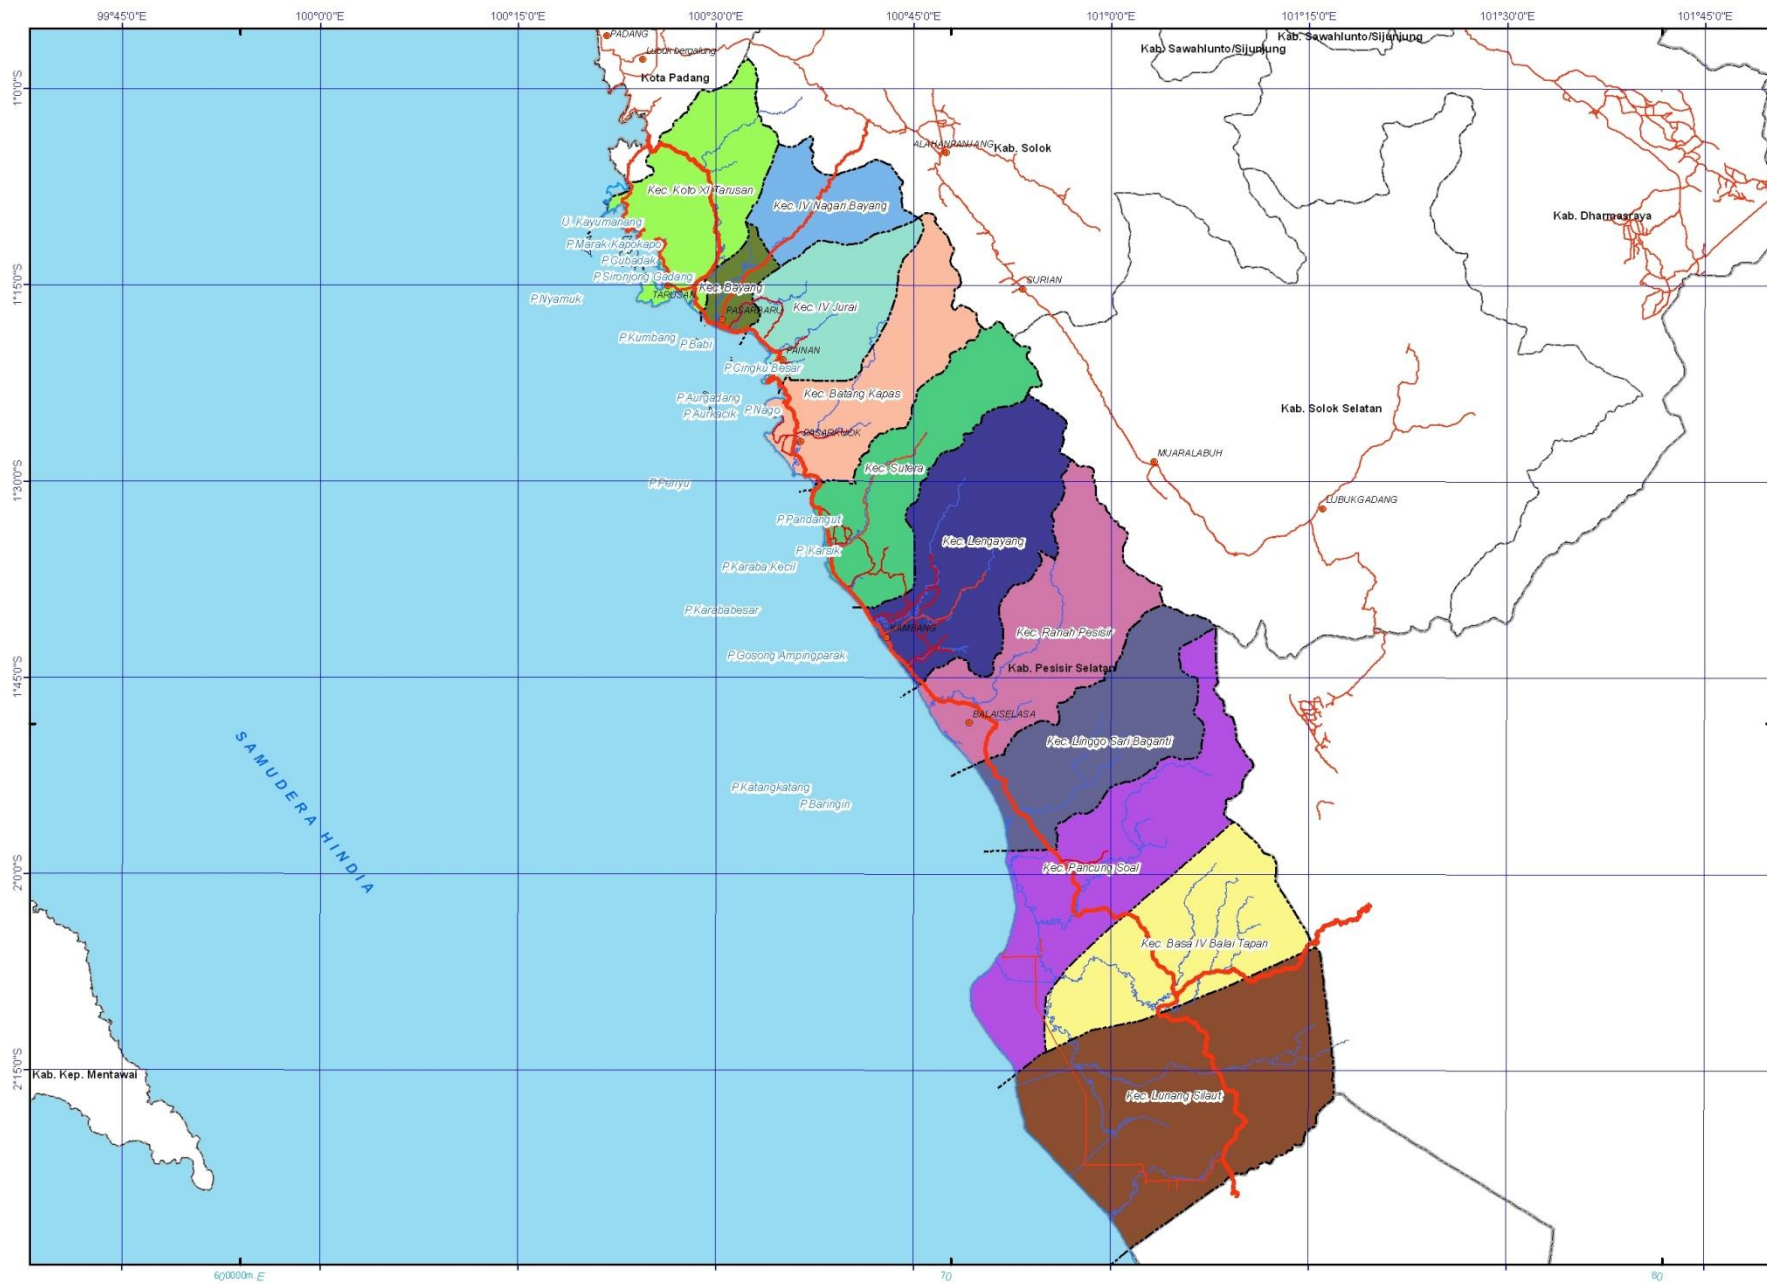 99°45'0"E
100°0'0"E
100°15'0"E
100°30'0"E
100°45'0"E
101°0'0"E
101°15'0"E
101°30'0"E
101°45'0"E
PADANG
Lubuk begalung
Kota Padang
Kab. Sawahlunto/Sijunjung
Kab. Sawahlunto/Sijunjung
1°0'0"S
ALAHANPANJANG
Kab. Solok
Kec. Koto XI Tarusan
Kec. IV Nagari Bayang
Kab. Dharmasraya
U. Kayumanang
P.Marak Kapokapo
P.Cubadak
P.Sironjong Gadang
1°15'0"S
P.Nyamuk
TARUSAN
Kec. Bayang
SURIAN
PASARBARU
Kec. IV Jurai
P.Kumbang
P.Babi
PAINAN
P.Cingku Besar
P.Aurgadang
P.Aurkacik
P.Nago
Kec. Batang Kapas
Kab. Solok Selatan
PASARKUOK
MUARALABUH
1°30'0"S
P.Penyu
Kec. Sutera
LUBUKGADANG
P.Pandangut
P. Karsik
Kec. Lengayang
P.Karaba Kecil
P.Karababesar
KAMBANG
Kec. Ranah Pesisir
P.Gosong Ampingparak
Kab. Pesisir Selatan
1°45'0"S
BALAISELASA
Kec. Linggo Sari Baganti
SAMUDERA HINDIA
P.Katangkatang
P.Baringin
2°0'0"S
Kec. Pancung Soal
Kec. Basa IV Balai Tapan
2°15'0"S
Kab. Kep. Mentawai
Kec. Lunang Silaut
600000m.E
70
80